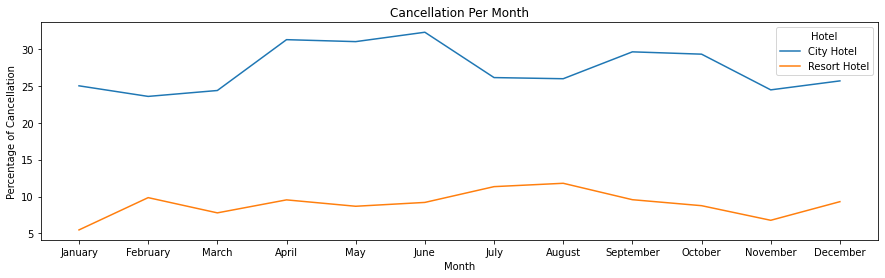 Cancellation Per Month
Percentage of Cancellation
30
25
20
15
10
5
Hotel
City Hotel
Resort Hotel
January February March April May June July August September October November December
Month